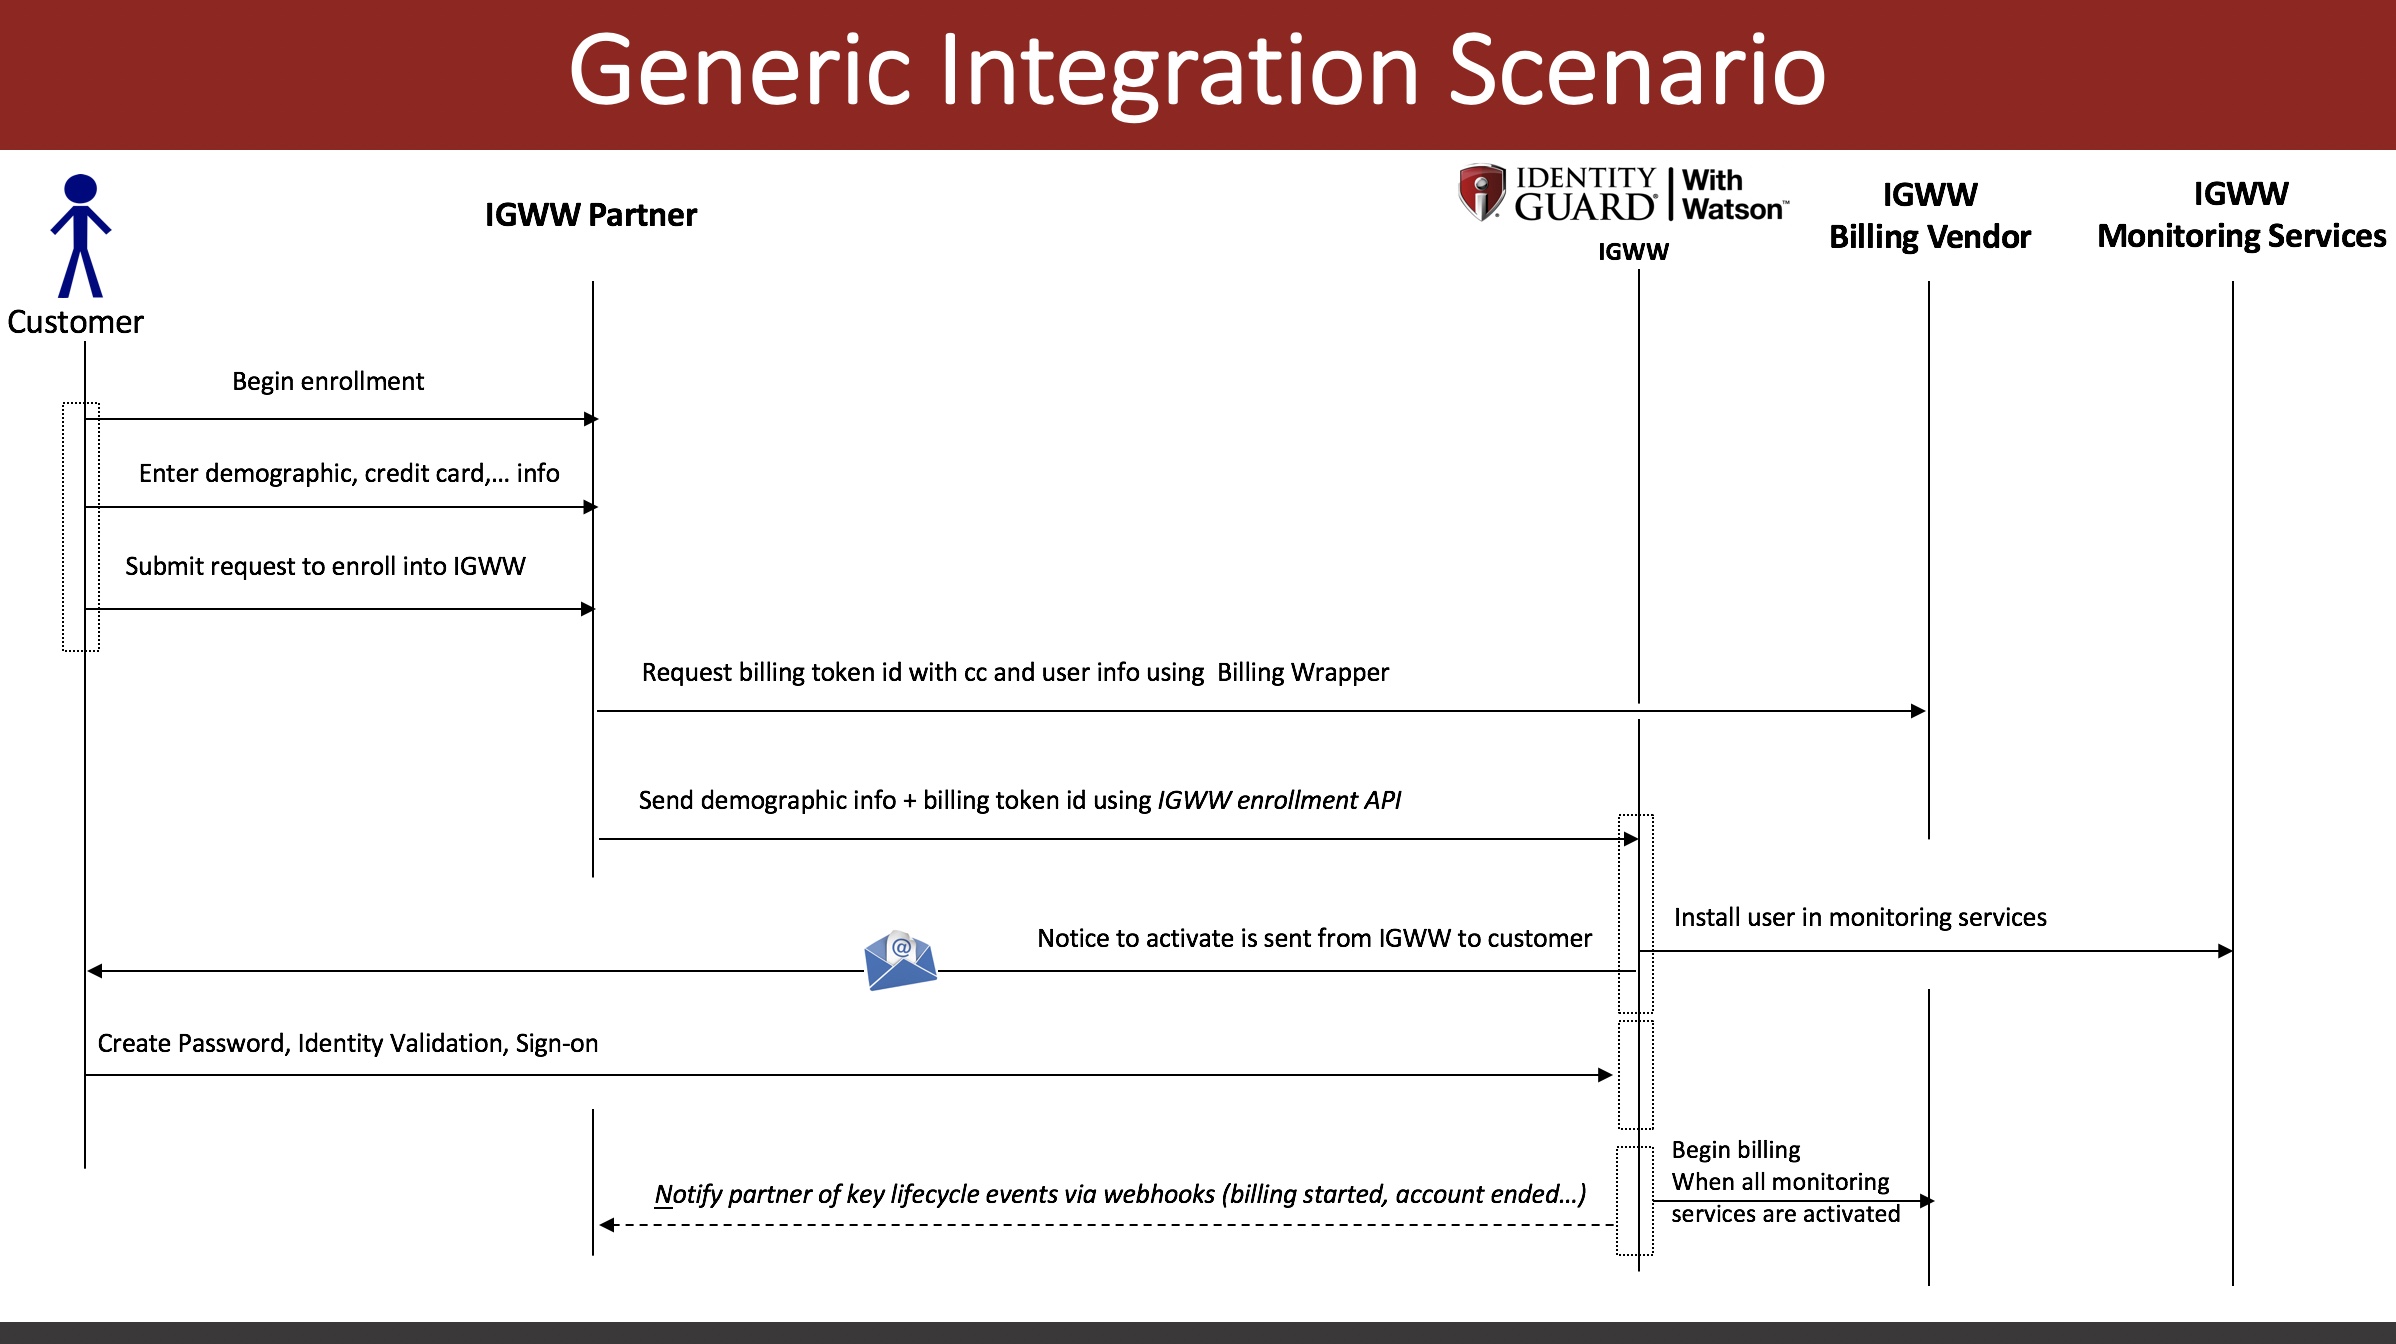 Generic Integration Scenario
IDENTITY
GUARD® | With
Watson™
IGWW
IGWW Partner
IGWW
Billing Vendor
IGWW
Monitoring Services
Customer
Begin enrollment
Enter demographic, credit card,... info
Submit request to enroll into IGWW
Request billing token id with cc and user info using  Billing Wrapper
Send demographic info + billing token id using IGWW enrollment API
Install user in monitoring services
Notice to activate is sent from IGWW to customer
@
Create Password, Identity Validation, Sign-on
Begin billing
When all monitoring
services are activated
Notify partner of key lifecycle events via webhooks (billing started, account ended...)